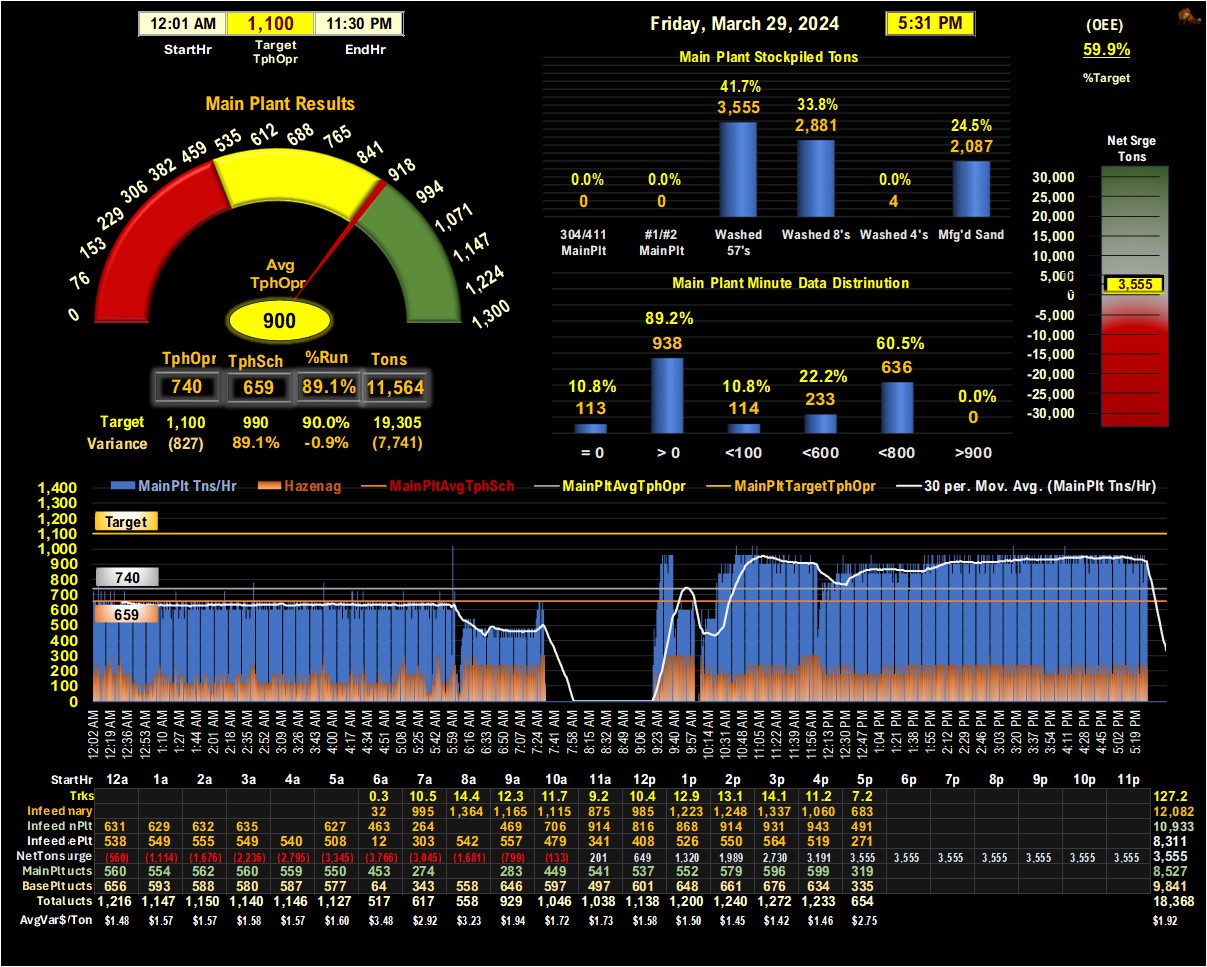 12:01 AM 1,100 11:30 PM
StartHr Target TphOpr EndHr
Friday, March 29, 2024 5:31 PM
(OEE)
59.9%
%Target
Main Plant Results
0 76 153 229 306 382 459 535 612 688 765 841 918 994 1,071 1,147 1,224 1,300
Avg
TphOpr
900
TphOpr TphSch %Run Tons
740 659 89.1% 11,564
Target 1,100 990 90.0% 19,305
Variance (827) 89.1% -0.9% (7,741)
Main Plant Stockpiled Tons
0.0% 0.0% 41.7% 33.8% 0.0% 24.5%
0 0 3,555 2,881 4 2,087
304/411 MainPlt #1/#2 MainPlt Washed 57's Washed 8's Washed 4's Mfg'd Sand
Main Plant Minute Data Distrinution
10.8% 89.2% 10.8% 22.2% 60.5% 0.0%
113 938 114 233 636 0
= 0 > 0 <100 <600 <800 >900
Net Srge
Tons
30,000
25,000
20,000
15,000
10,000
5,000
3,555
0
-5,000
-10,000
-15,000
-20,000
-25,000
-30,000
MainPlt Tns/Hr Hazenag MainPltAvgTphSch MainPltAvgTphOpr MainPltTargetTphOpr 30 per. Mov. Avg. (MainPlt Tns/Hr)
1,400
1,300
1,200
1,100
1,000
900
800
700
600
500
400
300
200
100
0
Target
740
659
12:02 AM 12:19 AM 12:36 AM 12:53 AM 1:10 AM 1:27 AM 1:44 AM 2:01 AM 2:18 AM 2:35 AM 2:52 AM 3:09 AM 3:26 AM 3:43 AM 4:00 AM 4:17 AM 4:34 AM 4:51 AM 5:08 AM 5:25 AM 5:42 AM 5:59 AM 6:16 AM 6:33 AM 6:50 AM 7:07 AM 7:24 AM 7:41 AM 7:58 AM 8:15 AM 8:32 AM 8:49 AM 9:06 AM 9:23 AM 9:40 AM 9:57 AM 10:14 AM 10:31 AM 10:48 AM 11:05 AM 11:22 AM 11:39 AM 11:56 AM 12:13 PM 12:30 PM 12:47 PM 1:04 PM 1:21 PM 1:38 PM 1:55 PM 2:12 PM 2:29 PM 2:46 PM 3:03 PM 3:20 PM 3:37 PM 3:54 PM 4:11 PM 4:28 PM 4:45 PM 5:02 PM 5:19 PM
StartHr 12a 1a 2a 3a 4a 5a 6a 7a 8a 9a 10a 11a 12p 1p 2p 3p 4p 5p 6p 7p 8p 9p 10p 11p
Trks 0.3 10.5 14.4 12.3 11.7 9.2 10.4 12.9 13.1 14.1 11.2 7.2 127.2
Infeed mary 32 995 1,364 1,165 1,115 875 985 1,223 1,248 1,337 1,060 683 12,082
Infeed nPlt 631 629 632 635 627 463 264 469 706 914 816 868 914 931 943 491 10,933
Infeed ePlt 538 549 555 549 540 508 12 303 542 557 479 341 408 526 550 564 519 271 8,311
NetTons urge (560) (1,114) (1,676) (2,236) (2,795) (3,345) (3,766) (3,045) (1,681) (799) (133) 201 649 1,320 1,989 2,730 3,191 3,555 3,555 3,555 3,555 3,555 3,555 3,555 3,555
MainPlt ucts 560 554 562 560 559 550 453 274 283 449 541 537 552 579 596 599 319 8,527
BasePlt ucts 656 593 588 580 587 577 64 343 558 646 597 497 601 648 661 676 634 335 9,841
Total ucts 1,216 1,147 1,150 1,140 1,146 1,127 517 617 558 929 1,046 1,038 1,138 1,200 1,240 1,272 1,233 654 18,368
AvgVar$/Ton $1.48 $1.57 $1.57 $1.58 $1.57 $1.60 $3.48 $2.92 $3.23 $1.94 $1.72 $1.73 $1.58 $1.50 $1.45 $1.42 $1.46 $2.75 $1.92